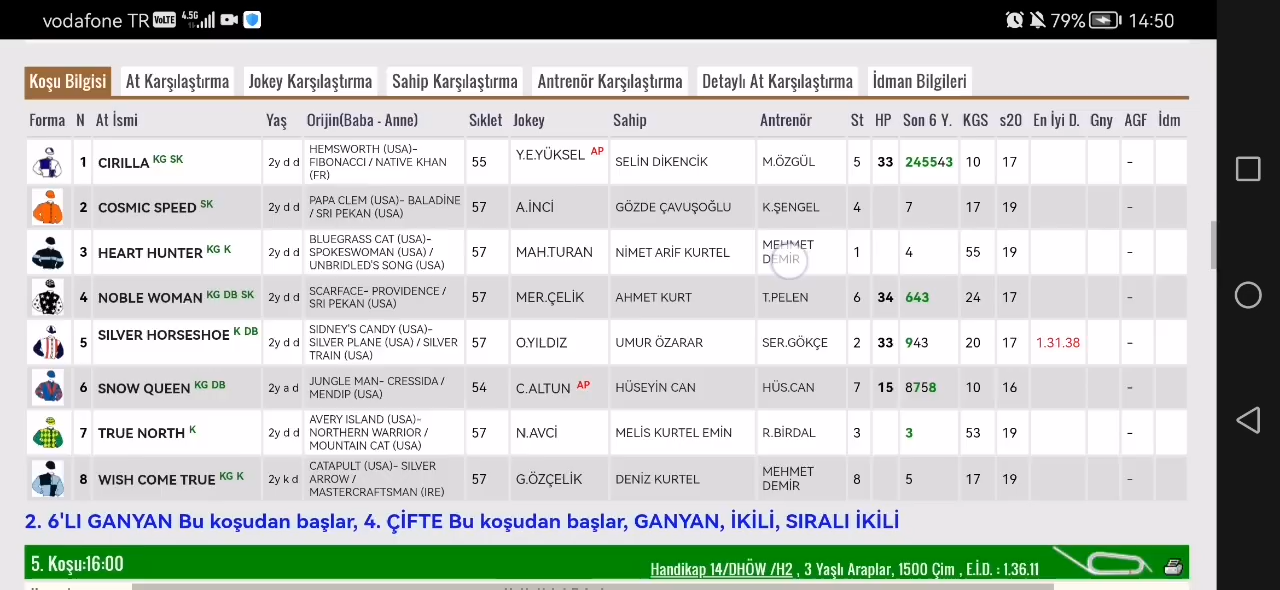 vodafone TR VoLTE 4.5G 79% 14:50
Koşu Bilgisi At Karşılaştırma Jokey Karşılaştırma Sahip Karşılaştırma Antrenör Karşılaştırma Detaylı At Karşılaştırma İdman Bilgileri
Forma N At İsmi Yaş Orijin(Baba - Anne) Sıklet Jokey Sahip Antrenör St HP Son 6 Y. KGS s20 En İyi D. Gny AGF İdm
1 CIRILLA KG SK 2y d d HEMSWORTH (USA)- FIBONACCI / NATIVE KHAN (FR) 55 Y.E.YÜKSEL AP SELİN DİKENCİK M.ÖZGÜL 5 33 245543 10 17 -
2 COSMIC SPEED SK 2y d d PAPA CLEM (USA)- BALADİNE / SRI PEKAN (USA) 57 A.İNCİ GÖZDE ÇAVUŞOĞLU K.ŞENGEL 4 7 17 19 -
3 HEART HUNTER KG K 2y d d BLUEGRASS CAT (USA)- SPOKESWOMAN (USA) / UNBRIDLED'S SONG (USA) 57 MAH.TURAN NİMET ARİF KURTEL MEHMET DEMİR 1 4 55 19 -
4 NOBLE WOMAN KG DB SK 2y d d SCARFACE- PROVIDENCE / SRI PEKAN (USA) 57 MER.ÇELİK AHMET KURT T.PELEN 6 34 643 24 17 -
5 SILVER HORSESHOE K DB 2y d d SIDNEY'S CANDY (USA)- SILVER PLANE (USA) / SILVER TRAIN (USA) 57 O.YILDIZ UMUR ÖZARAR SER.GÖKÇE 2 33 943 20 17 1.31.38 -
6 SNOW QUEEN KG DB 2y a d JUNGLE MAN- CRESSIDA / MENDIP (USA) 54 C.ALTUN AP HÜSEYİN CAN HÜS.CAN 7 15 8758 10 16 -
7 TRUE NORTH K 2y d d AVERY ISLAND (USA)- NORTHERN WARRIOR / MOUNTAIN CAT (USA) 57 N.AVCİ MELİS KURTEL EMİN R.BİRDAL 3 3 53 19 -
8 WISH COME TRUE KG K 2y k d CATAPULT (USA)- SILVER ARROW / MASTERCRAFTSMAN (IRE) 57 G.ÖZÇELİK DENİZ KURTEL MEHMET DEMİR 8 5 17 19 -
2. 6'LI GANYAN Bu koşudan başlar, 4. ÇİFTE Bu koşudan başlar, GANYAN, İKİLİ, SIRALI İKİLİ
5. Koşu:16:00 Handikap 14/DHÖW /H2 , 3 Yaşlı Araplar, 1500 Çim , E.İ.D. : 1.36.11